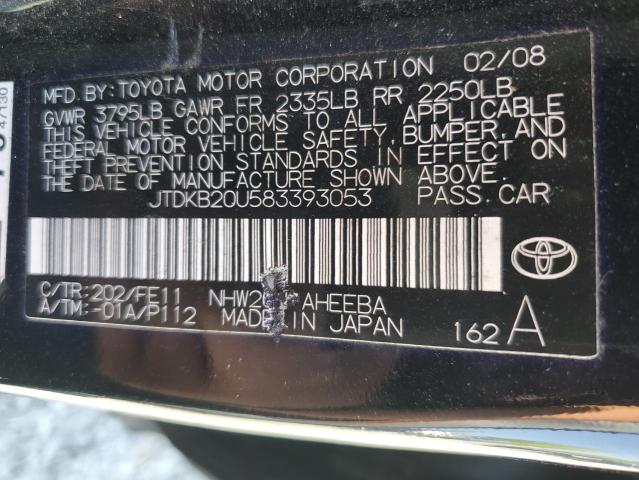 MFD. BY: TOYOTA MOTOR CORPORATION 02/08
GVWR 3795LB GAWR FR 2335LB RR 2250LB
THIS VEHICLE CONFORMS TO ALL APPLICABLE
FEDERAL MOTOR VEHICLE SAFETY, BUMPER, AND
THEFT PREVENTION STANDARDS IN EFFECT ON
THE DATE OF MANUFACTURE SHOWN ABOVE.
JTDKB20U583393053 PASS. CAR
C/TR: 202/FE11 AHEEBA
A/TM: -01A/P112 MADE IN JAPAN
162 A
47130